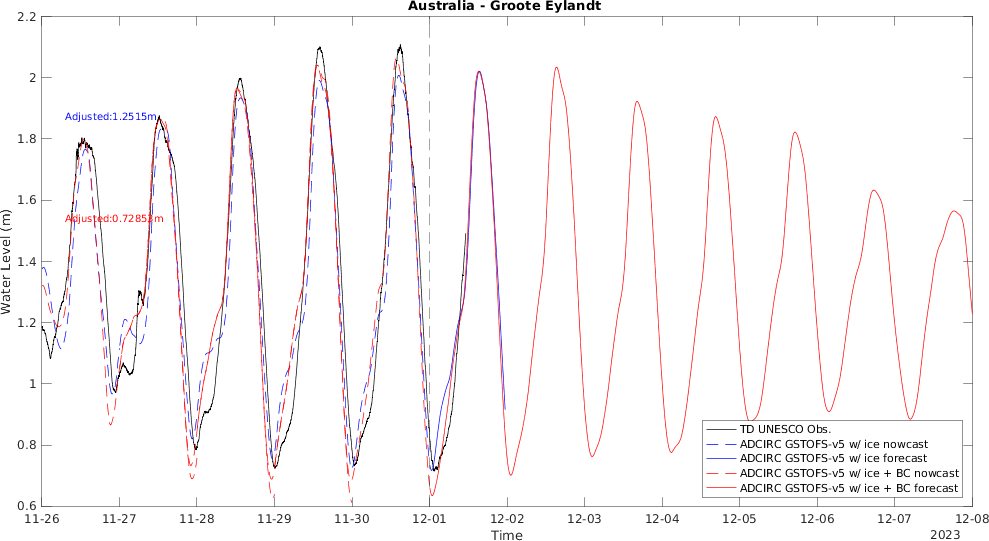 Australia - Groote Eylandt
2.2
2
1.8
1.6
1.4
1.2
1
0.8
0.6
Water Level (m)
Adjusted:1.2515m
Adjusted:0.72853m
TD UNESCO Obs.
ADCIRC GSTOFS-v5 w/ ice nowcast
ADCIRC GSTOFS-v5 w/ ice forecast
ADCIRC GSTOFS-v5 w/ ice + BC nowcast
ADCIRC GSTOFS-v5 w/ ice + BC forecast
11-26 11-27 11-28 11-29 11-30 12-01 12-02 12-03 12-04 12-05 12-06 12-07 12-08
Time
2023